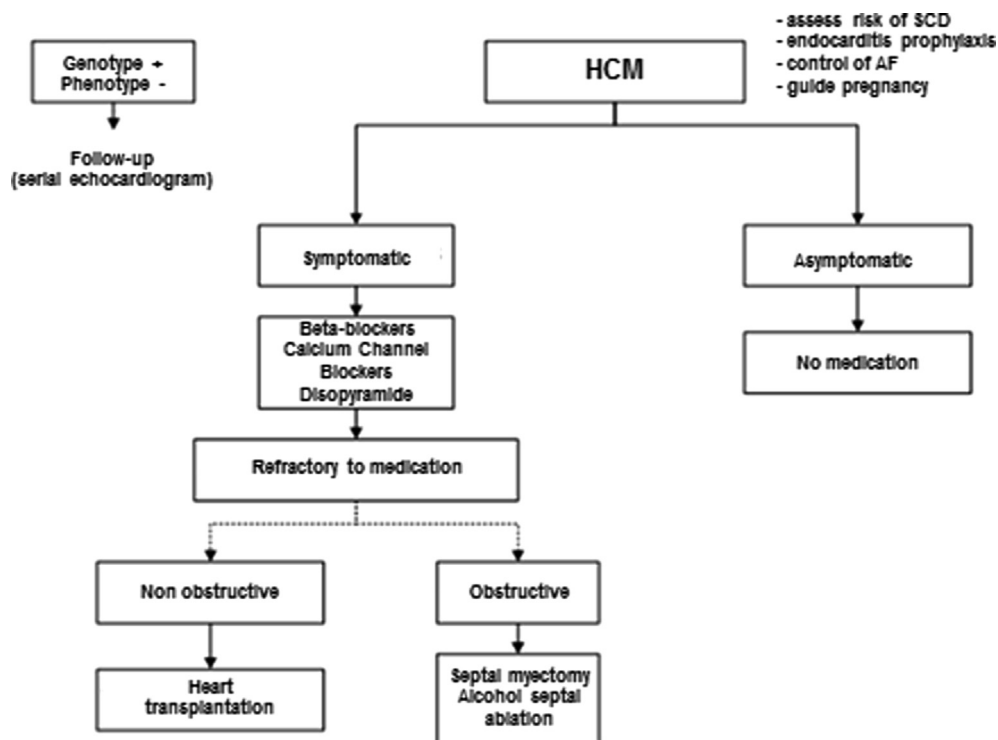 Genotype +
Phenotype -
Follow-up
(serial echocardiogram)
HCM
- assess risk of SCD
- endocarditis prophylaxis
- control of AF
- guide pregnancy
Symptomatic
Asymptomatic
Beta-blockers
Calcium Channel
Blockers
Disopyramide
No medication
Refractory to medication
Non obstructive
Obstructive
Heart
transplantation
Septal myectomy
Alcohol septal
ablation